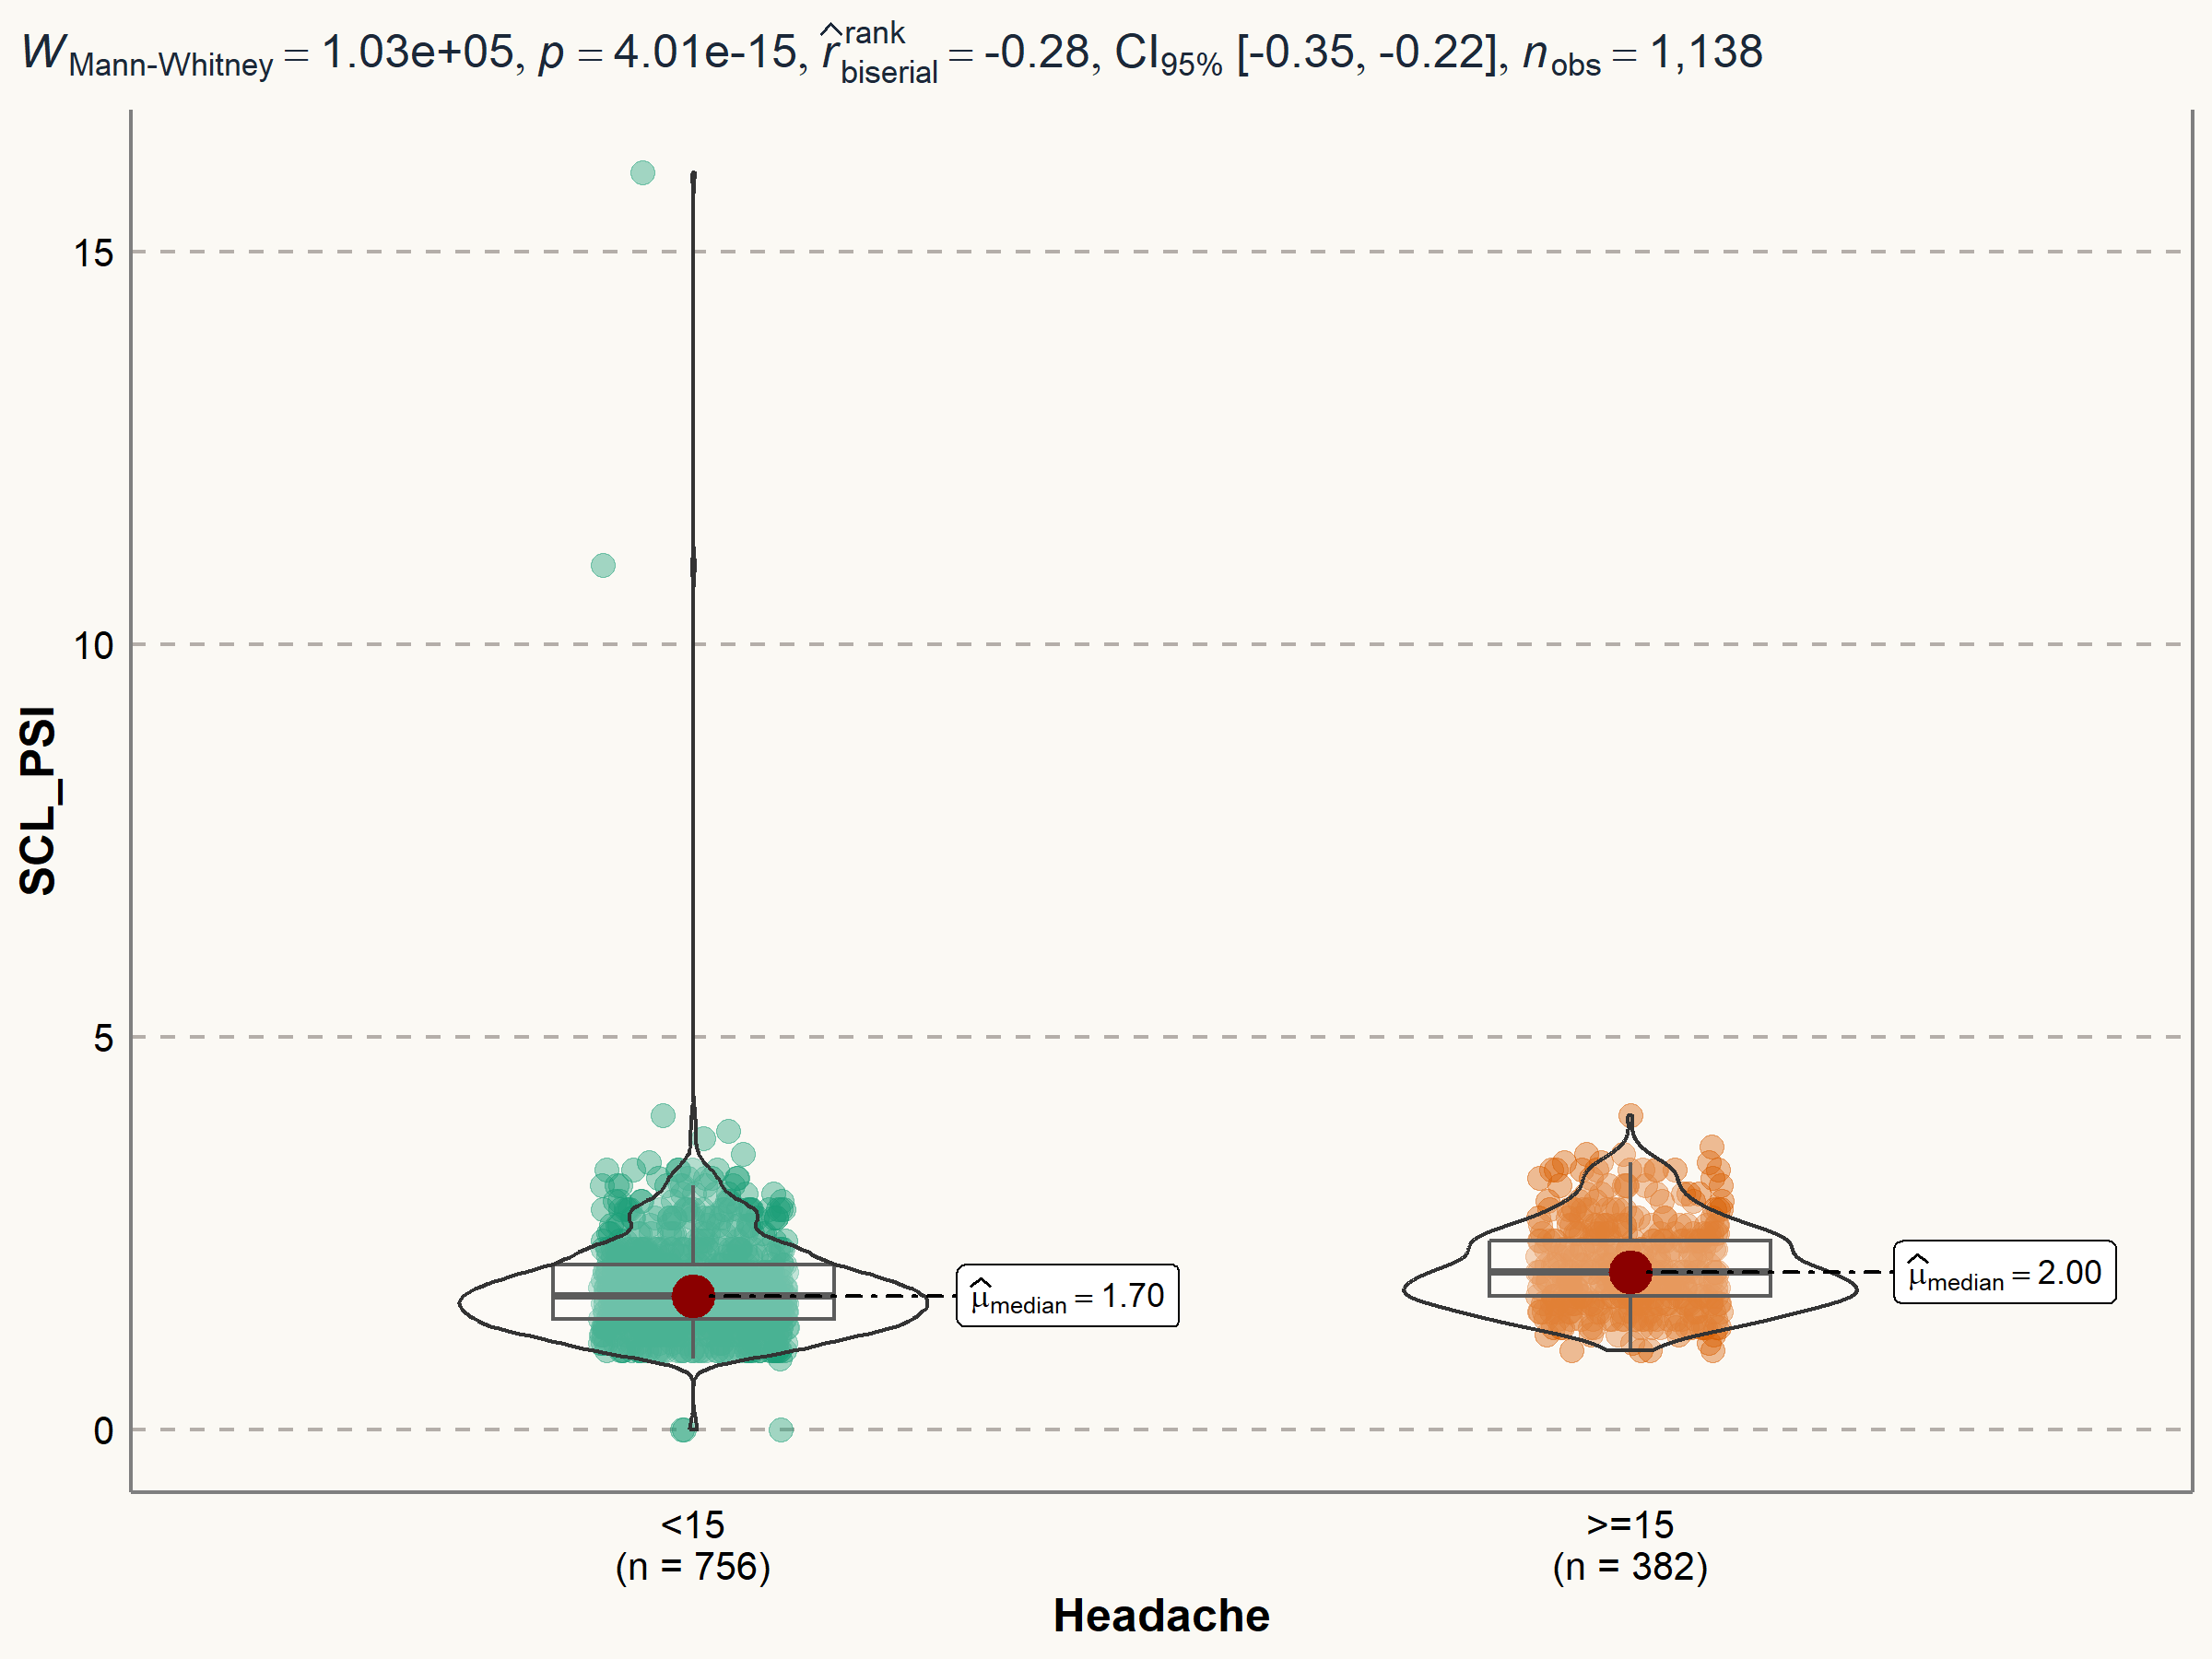 W Mann-Whitney = 1.03e+05, p = 4.01e-15, r̂ rank biserial = -0.28, CI95% [-0.35, -0.22], nobs = 1,138
15
10
5
0
SCL_PSI
μ̂median = 1.70
μ̂median = 2.00
<15
(n = 756)
>=15
(n = 382)
Headache